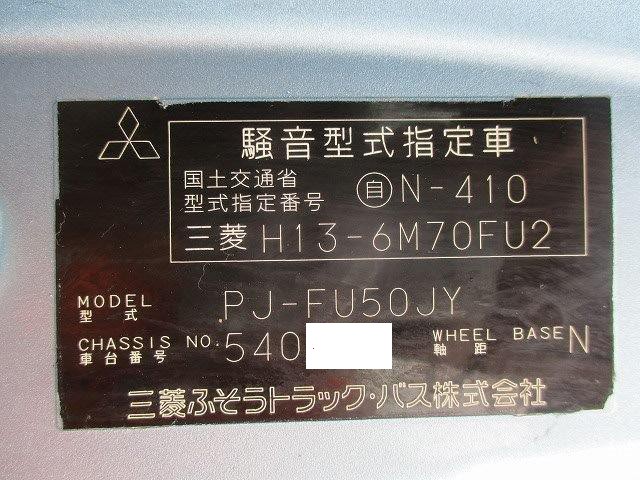 騒音型式指定車
国土交通省
型式指定番号 自N-410
三菱 H13-6M70FU2
MODEL
型式 PJ-FU50JY
CHASSIS NO.
車台番号 540
WHEEL BASE
軸距 N
三菱ふそうトラック・バス株式会社